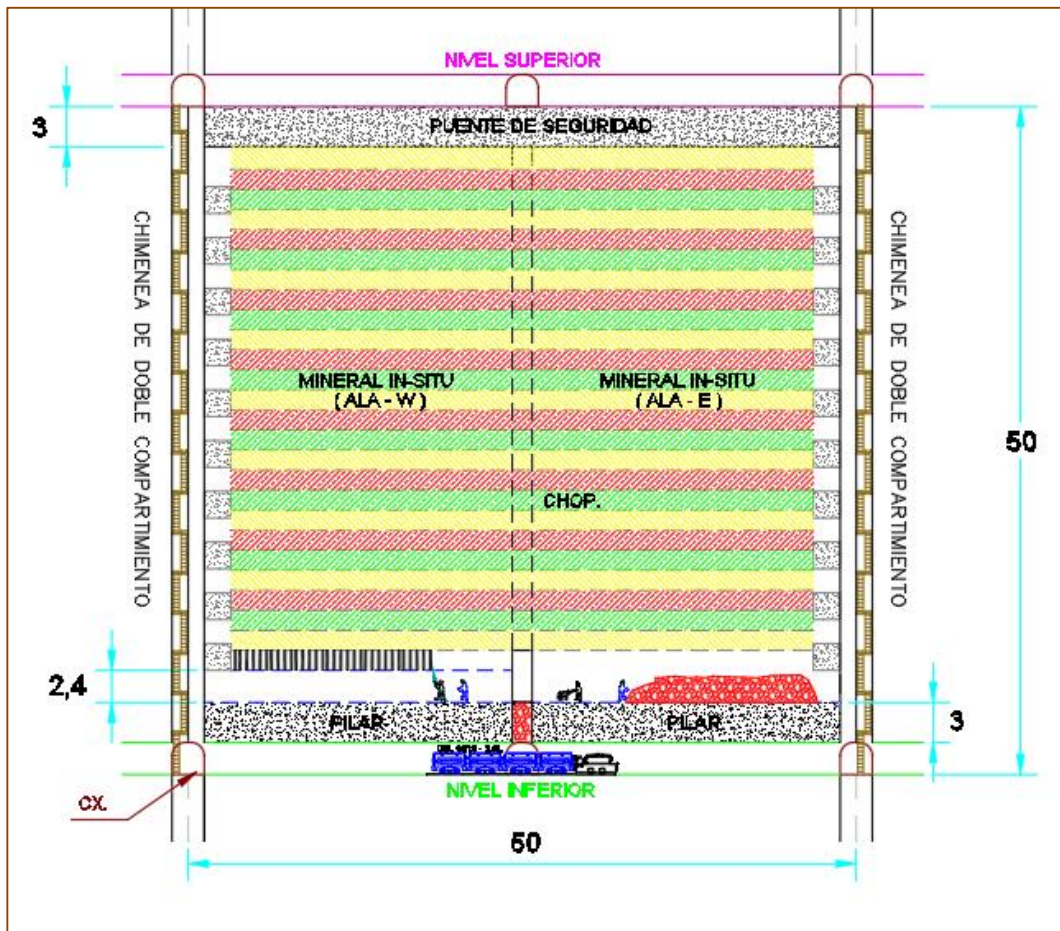 NIVEL SUPERIOR
3
PUENTE DE SEGURIDAD
CHIMENEA DE DOBLE COMPARTIMIENTO
CHIMENEA DE DOBLE COMPARTIMIENTO
MINERAL IN-SITU
( ALA - W )
MINERAL IN-SITU
( ALA - E )
50
CHOP.
2,4
PILAR
PILAR
3
NIVEL INFERIOR
CX.
50